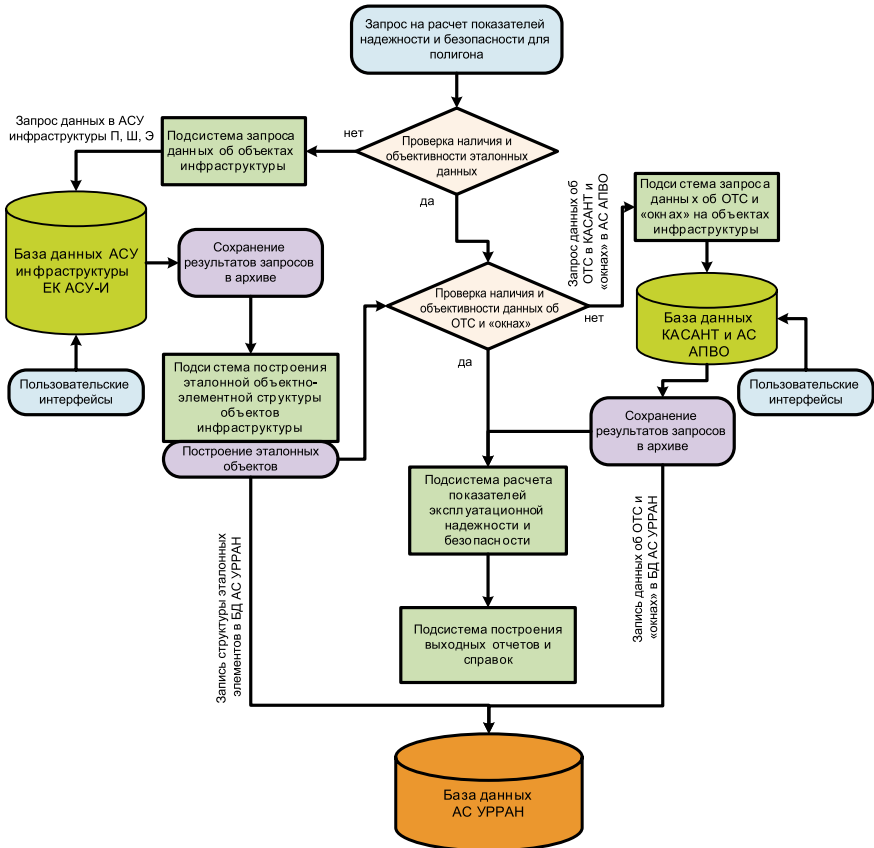 Запрос на расчет показателей
надежности и безопасности для
полигона
Запрос данных в АСУ
инфраструктуры П, Ш, Э
Подсистема запроса
данных об объектах
инфраструктуры
нет
Проверка наличия и
объективности эталонных
данных
да
Запрос данных об
ОТС в КАСАНТ и
«окнах» в АС АПВО
Подсистема запроса
данных об ОТС и
«окнах» на объектах
инфраструктуры
База данных АСУ
инфраструктуры
ЕК АСУ-И
Сохранение
результатов запросов
в архиве
Проверка наличия и
объективности данных об
ОТС и «окнах»
нет
да
База данных
КАСАНТ и АС
АПВО
Пользовательские
интерфейсы
Подсистема построения
эталонной объектно-
элементной структуры
объектов
инфраструктуры
Построение эталонных
объектов
Пользовательские
интерфейсы
Сохранение
результатов запросов
в архиве
Подсистема расчета
показателей
эксплуатационной
надежности и
безопасности
Запись структуры эталонных
элементов в БД АС УРРАН
Запись данных об ОТС и
«окнах» в БД АС УРРАН
Подсистема построения
выходных отчетов и
справок
База данных
АС УРРАН